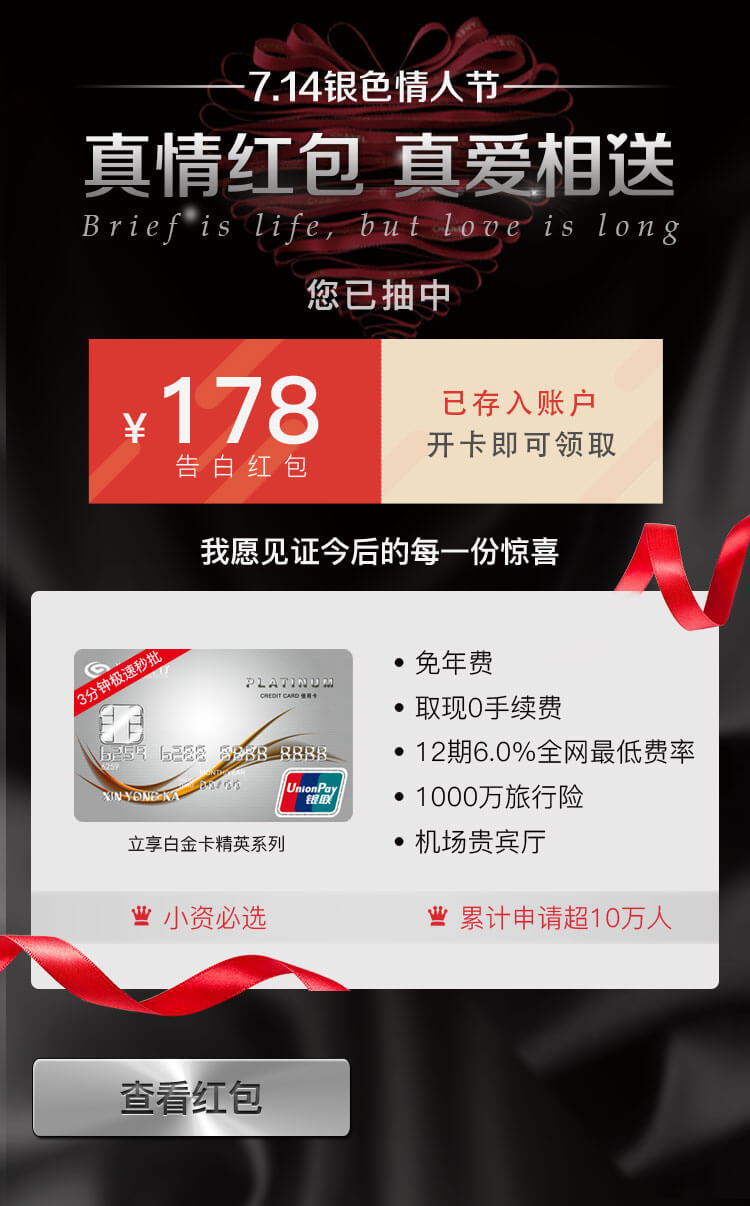 7.14银色情人节
真情红包 真爱相送
Brief is life, but love is long
您已抽中
¥178
告白红包
已存入账户
开卡即可领取
我愿见证今后的每一份惊喜
3分钟极速秒批
PLATINUM
CREDIT CARD 信用卡
6259 6288 8888 8888
6259
MONTH/YEAR
00/00
XIN YONG KA
UnionPay
银联
立享白金卡精英系列
免年费
取现0手续费
12期6.0%全网最低费率
1000万旅行险
机场贵宾厅
小资必选
累计申请超10万人
查看红包